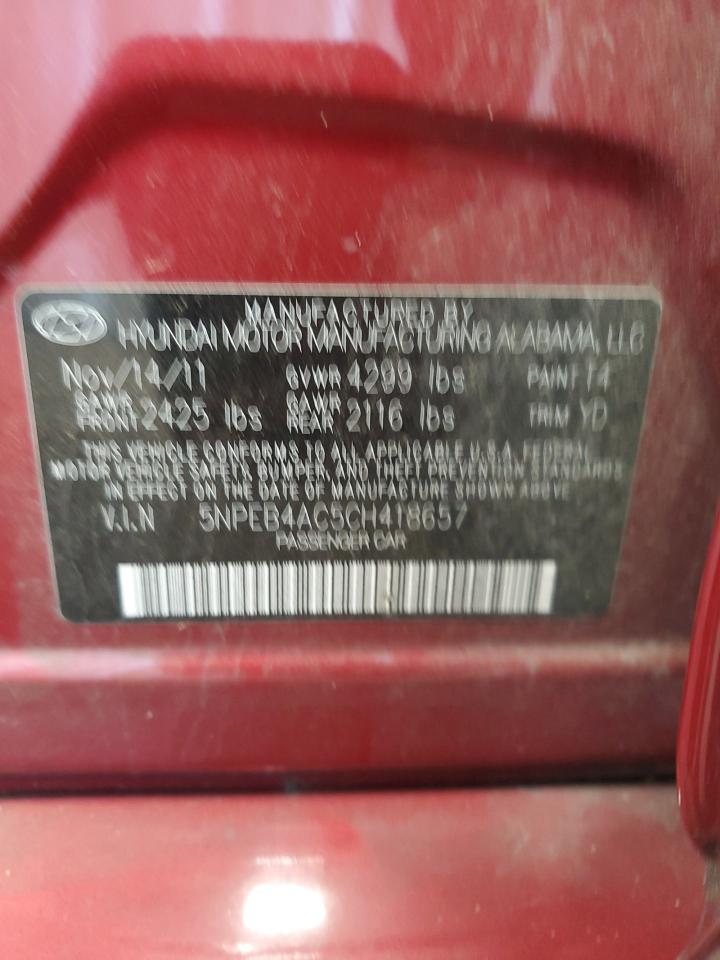 MANUFACTURED BY
HYUNDAI MOTOR MANUFACTURING ALABAMA, LLC
Nov/14/11 GVWR 4299 lbs PAINT T4
GAWR FRONT 2425 lbs GAWR REAR 2116 lbs TRIM YD
THIS VEHICLE CONFORMS TO ALL APPLICABLE U.S.A. FEDERAL
MOTOR VEHICLE SAFETY, BUMPER, AND THEFT PREVENTION STANDARDS
IN EFFECT ON THE DATE OF MANUFACTURE SHOWN ABOVE.
V.I.N 5NPEB4AC5CH418657
PASSENGER CAR